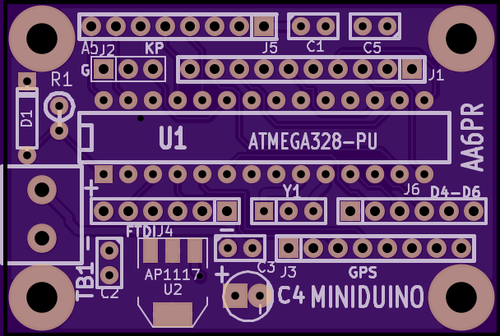 A5 J2 KP J5 C1 C5
G J1
R1
D1 U1 ATMEGA328-PU AA6PR
+ Y1 J6 D4-D6
FTDI J4 -
- AP1117 C3 J3 GPS
TB1 C2 U2 + C4 MINIDUINO